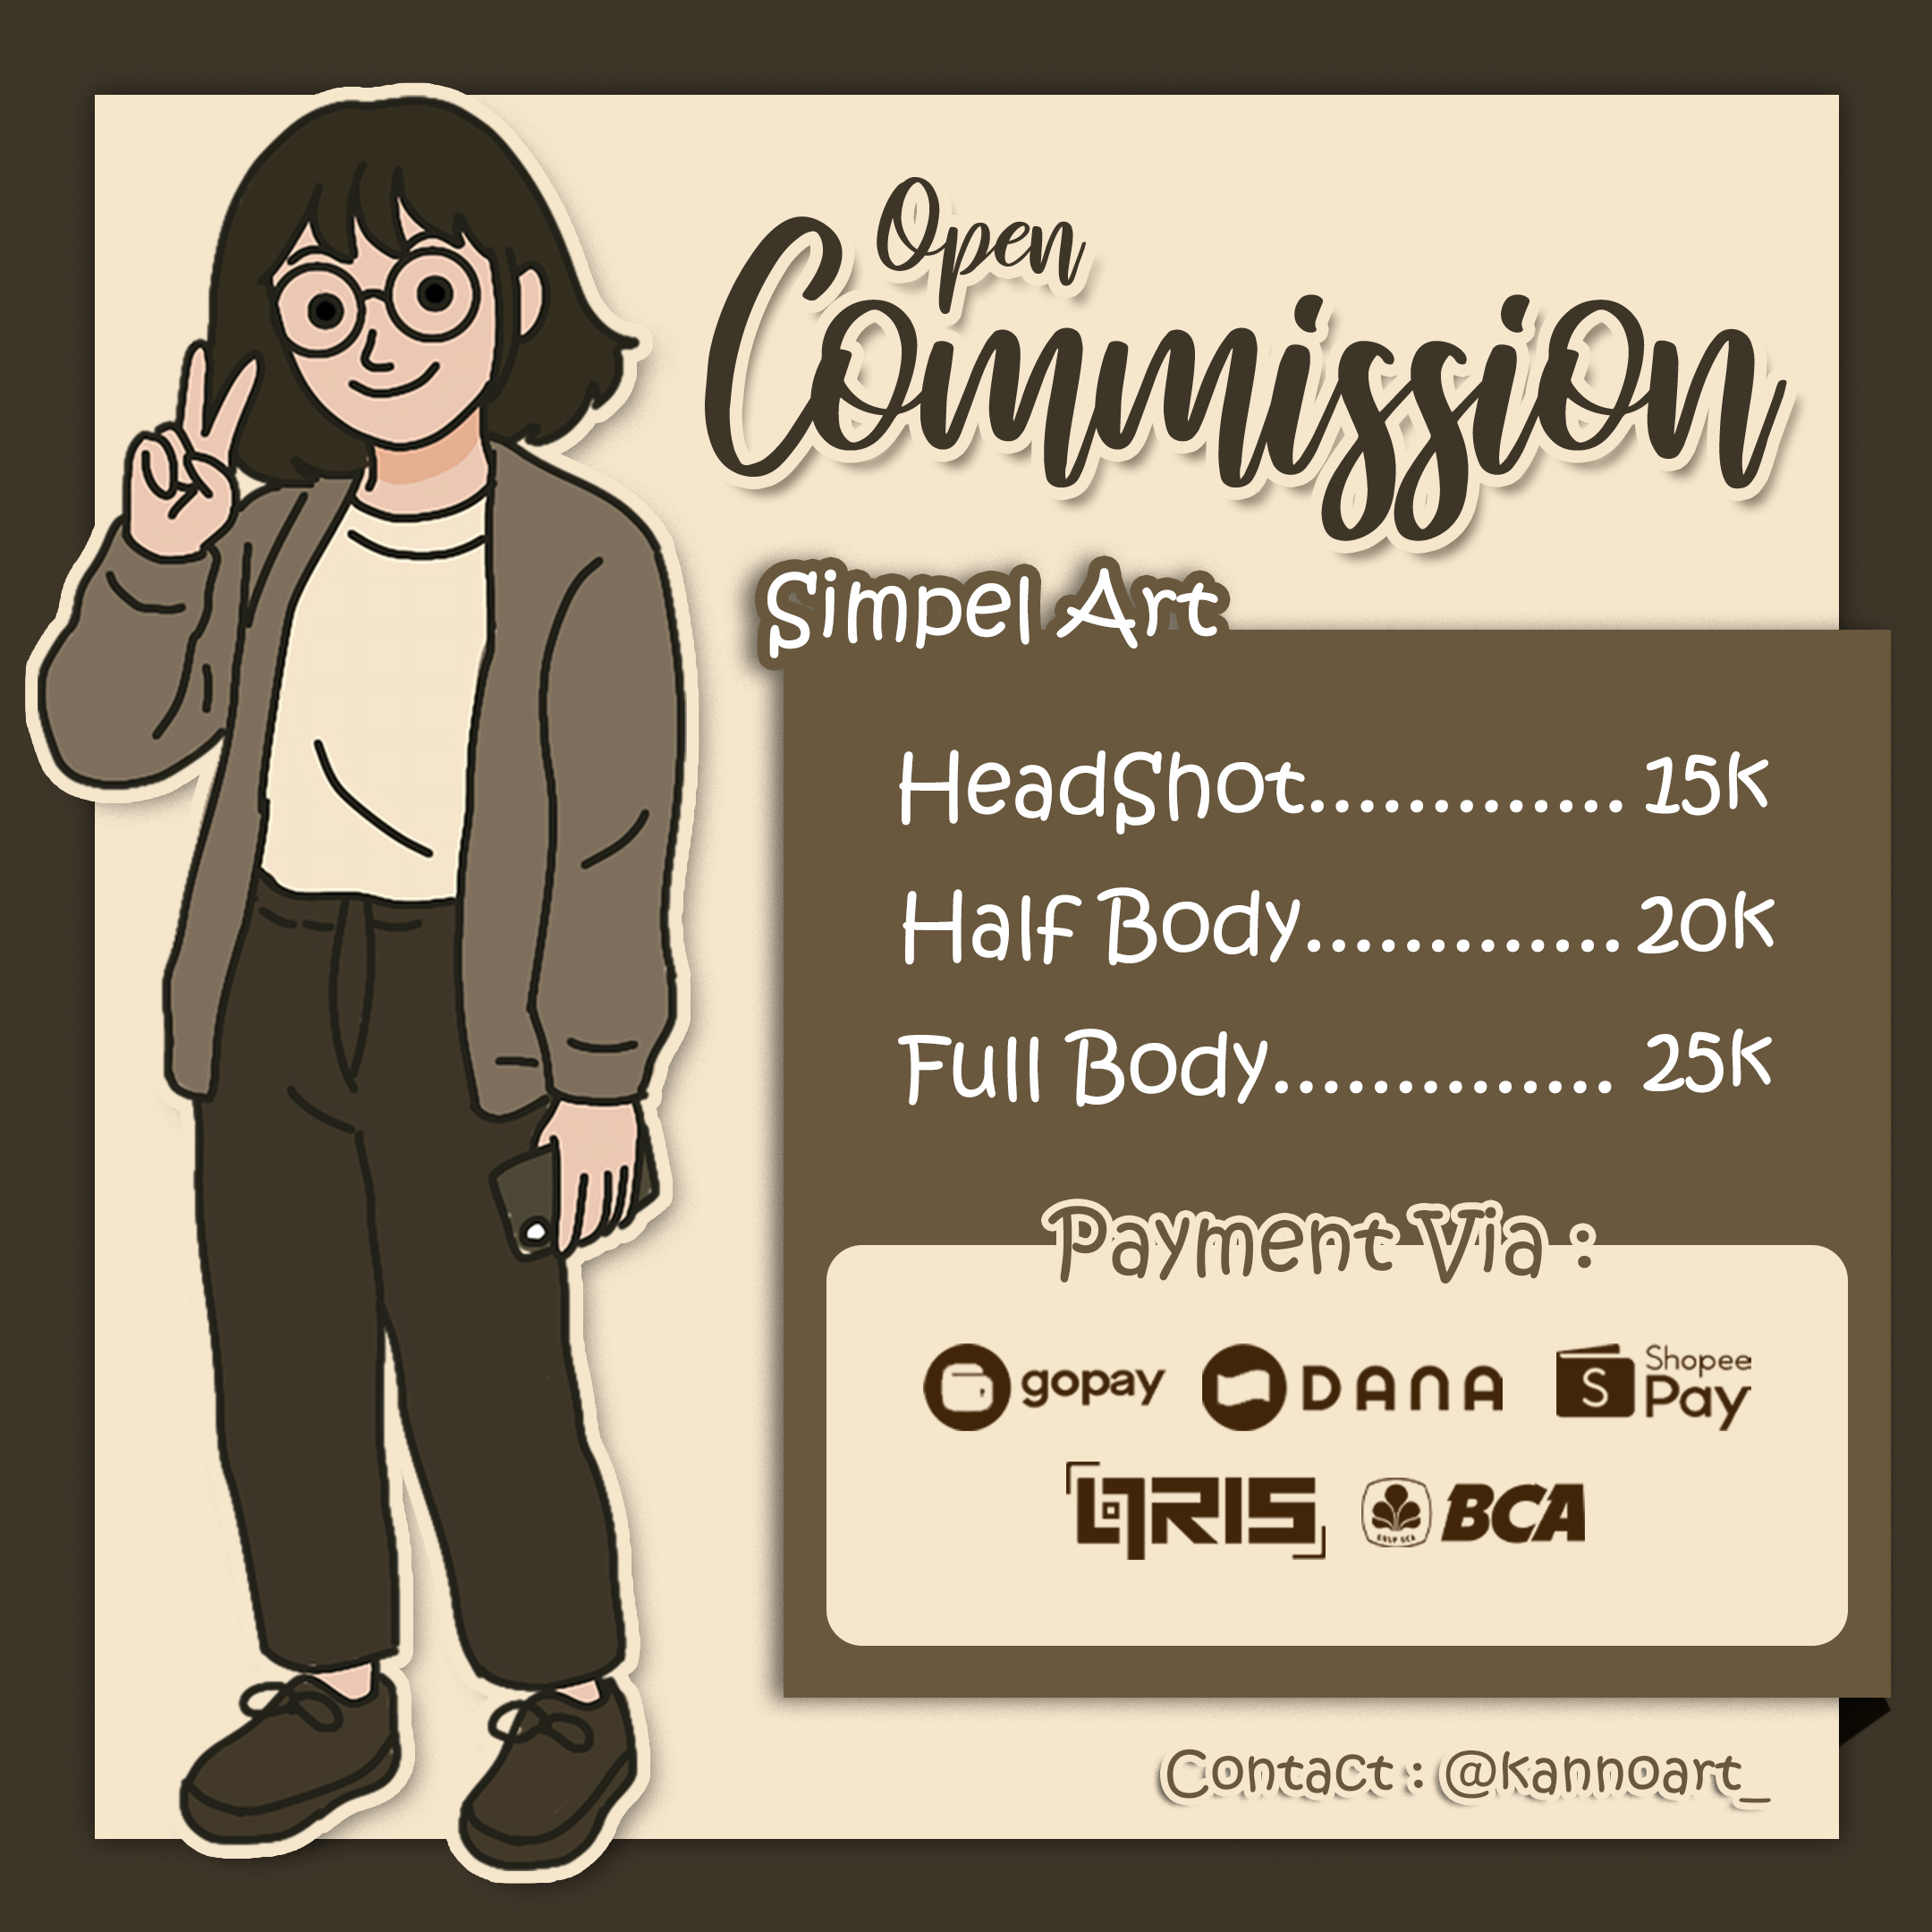 Open
Commission
Simpel Art
HeadShot............. 15K
Half Body............. 20K
Full Body.............. 25K
Payment Via :
gopay DANA Shopee Pay
QRIS BCA
Contact : @kannoart_